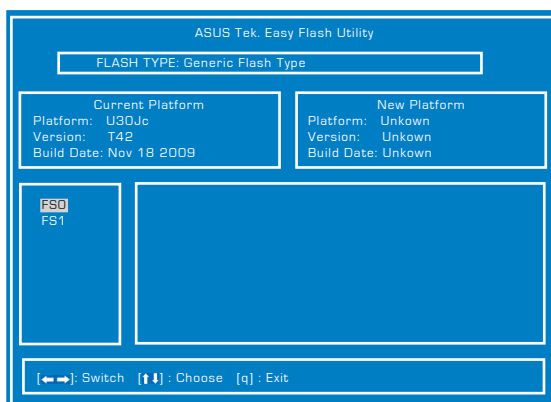 ASUS Tek. Easy Flash Utility
FLASH TYPE: Generic Flash Type
Current Platform
Platform: U30Jc
Version: T42
Build Date: Nov 18 2009
New Platform
Platform: Unkown
Version: Unkown
Build Date: Unkown
FS0
FS1
[←→]: Switch [↑↓] : Choose [q] : Exit